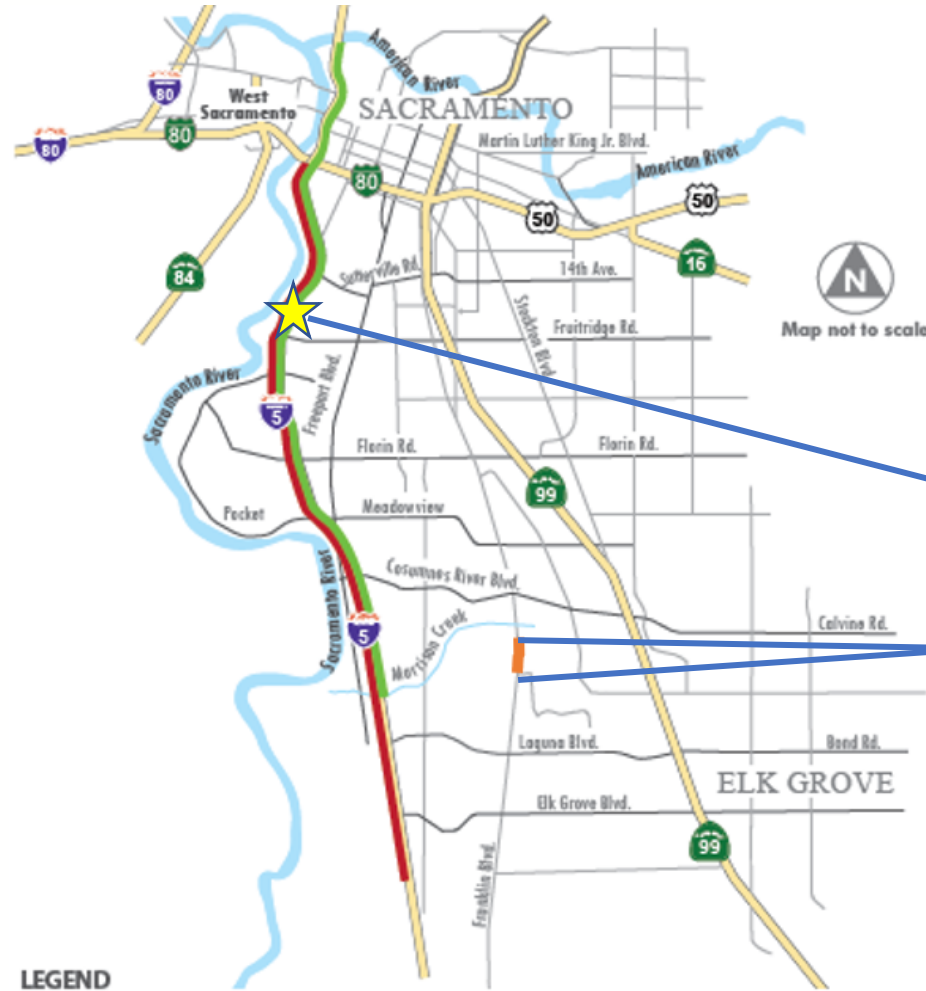 American River
80
West
Sacramento
SACRAMENTO
80
80
Martin Luther King Jr. Blvd.
American River
80
50
50
84
Sutterville Rd.
14th Ave.
16
N
Map not to scale
Stockton Blvd.
Fruitridge Rd.
Sacramento River
Freeport Blvd.
5
Florin Rd.
Florin Rd.
99
Pocket
Meadowview
Sacramento River
Cosumnes River Blvd.
5
Morrison Creek
Calvine Rd.
Laguna Blvd.
Bond Rd.
ELK GROVE
Elk Grove Blvd.
99
Franklin Blvd.
LEGEND